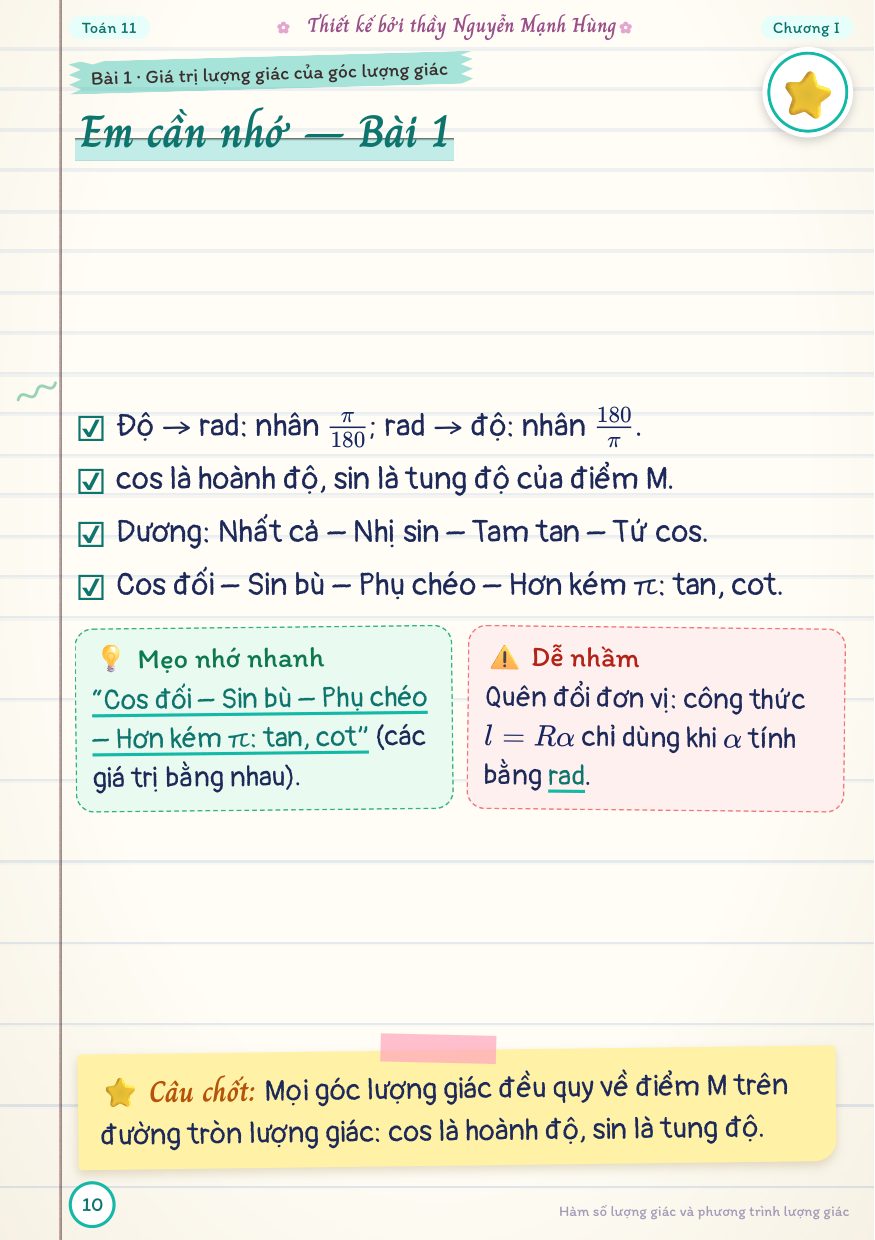 Toán 11
Thiết kế bởi thầy Nguyễn Mạnh Hùng
Chương I
Bài 1 · Giá trị lượng giác của góc lượng giác
Em cần nhớ — Bài 1
Độ → rad: nhân π/180; rad → độ: nhân 180/π.
cos là hoành độ, sin là tung độ của điểm M.
Dương: Nhất cả – Nhị sin – Tam tan – Tứ cos.
Cos đối – Sin bù – Phụ chéo – Hơn kém π: tan, cot.
Mẹo nhớ nhanh
“Cos đối – Sin bù – Phụ chéo
– Hơn kém π: tan, cot” (các
giá trị bằng nhau).
Dễ nhầm
Quên đổi đơn vị: công thức
l = Rα chỉ dùng khi α tính
bằng rad.
Câu chốt: Mọi góc lượng giác đều quy về điểm M trên
đường tròn lượng giác: cos là hoành độ, sin là tung độ.
10
Hàm số lượng giác và phương trình lượng giác